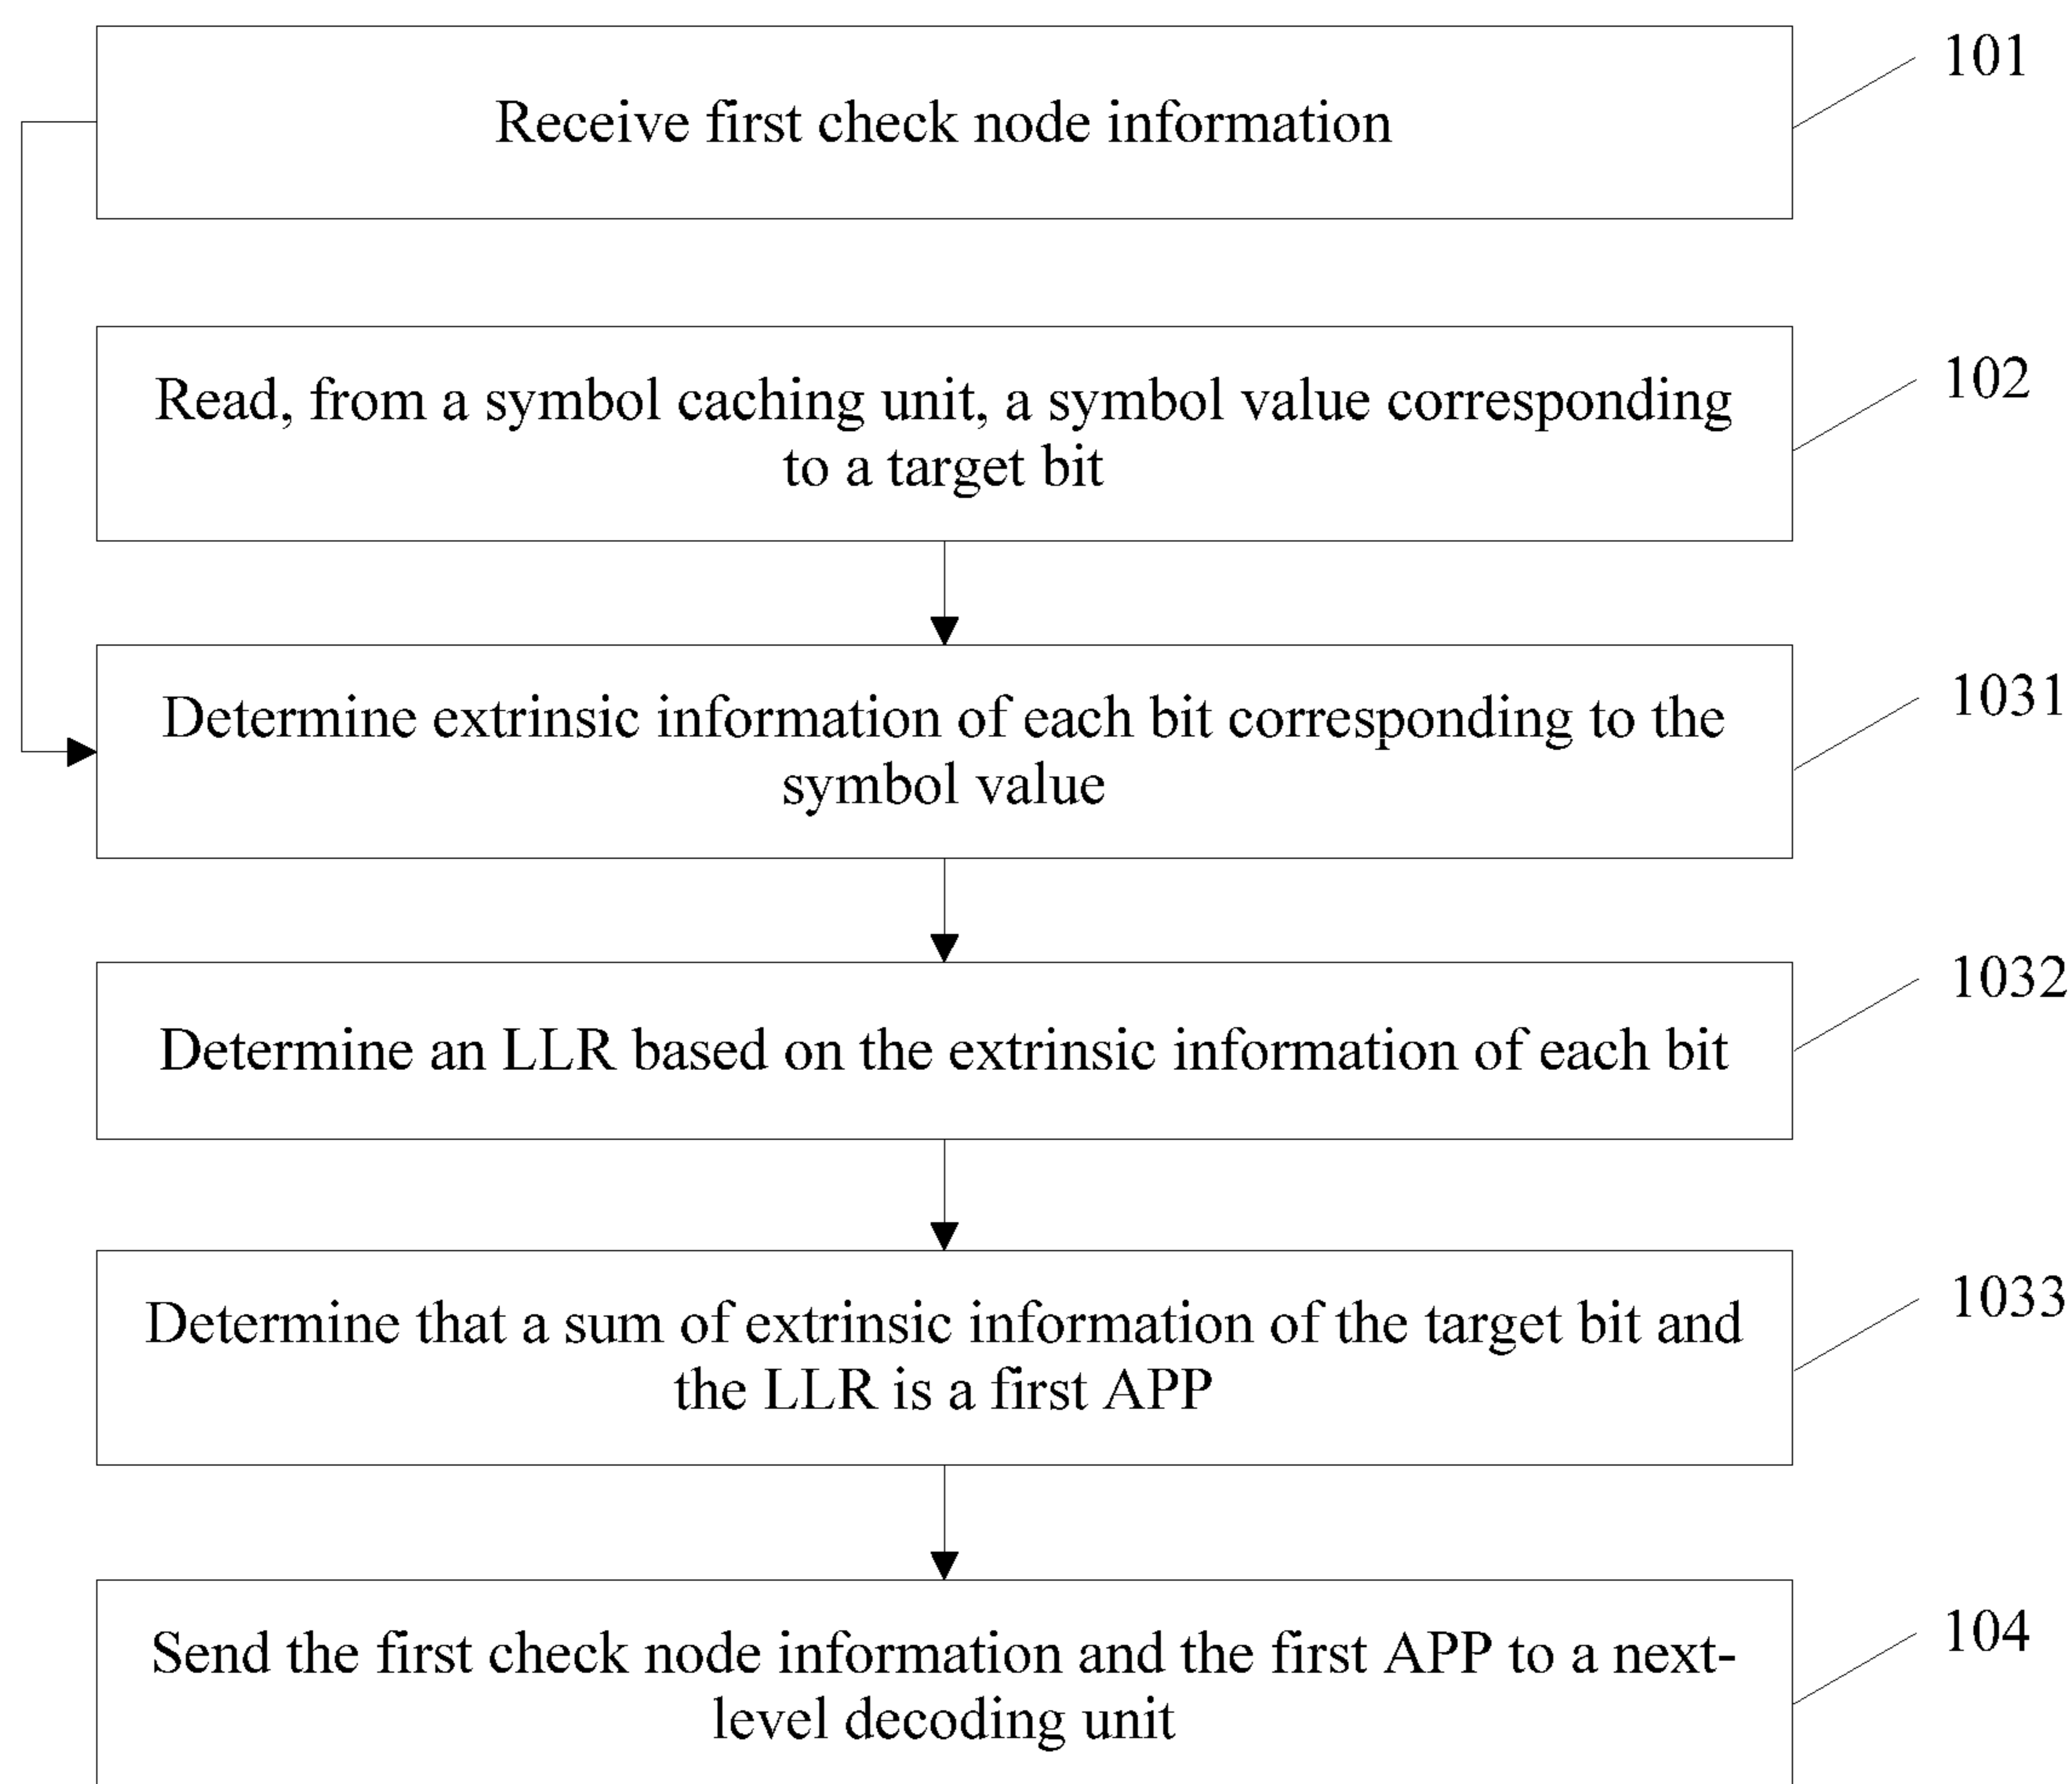 101
Receive first check node information
102
Read, from a symbol caching unit, a symbol value corresponding
to a target bit
1031
Determine extrinsic information of each bit corresponding to the
symbol value
1032
Determine an LLR based on the extrinsic information of each bit
1033
Determine that a sum of extrinsic information of the target bit and
the LLR is a first APP
104
Send the first check node information and the first APP to a next-
level decoding unit